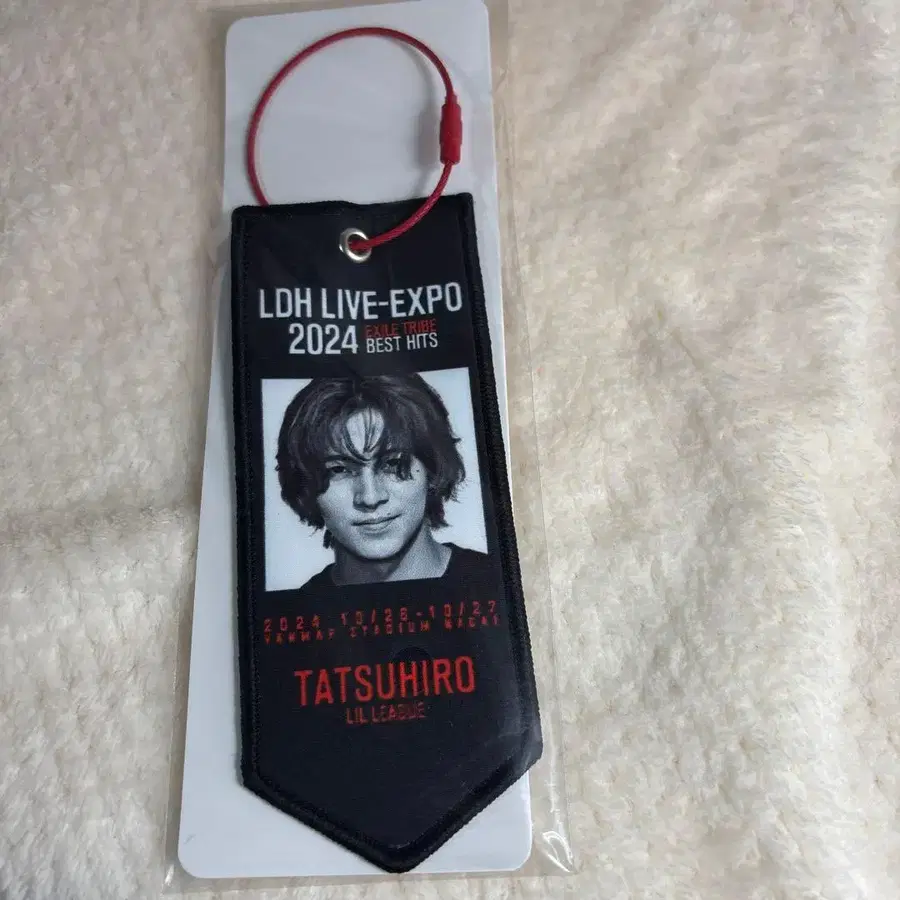 LDH LIVE-EXPO
2024 EXILE TRIBE
BEST HITS
2024.10/26-10/27
YANMAR STADIUM NAGAI
TATSUHIRO
LIL LEAGUE